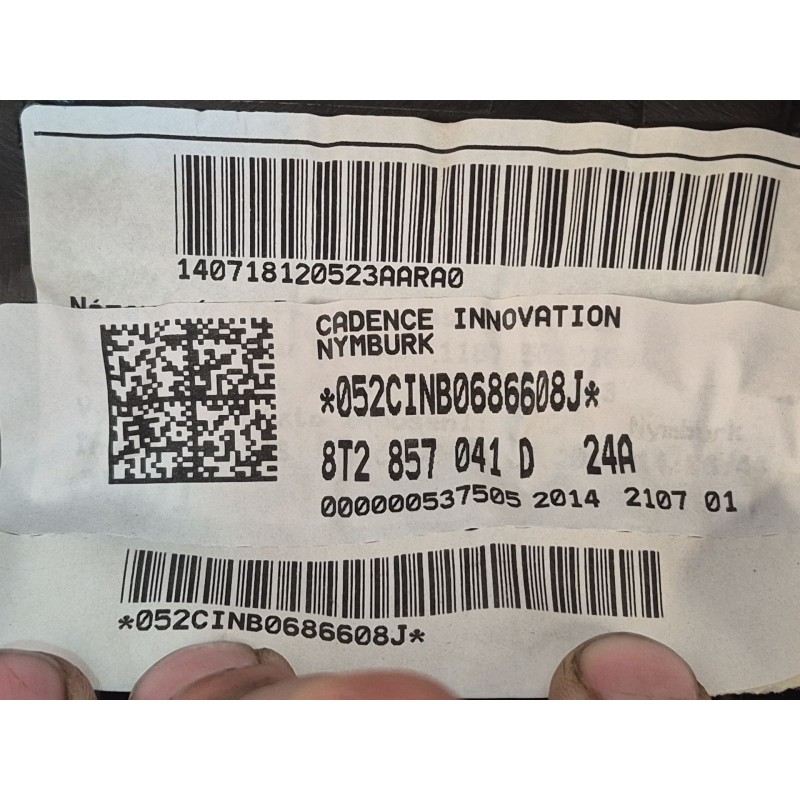 140718120523AARA0
CADENCE INNOVATION
NYMBURK
*052CINB0686608J*
8T2 857 041 D 24A
000000537505 2014 2107 01
*052CINB0686608J*